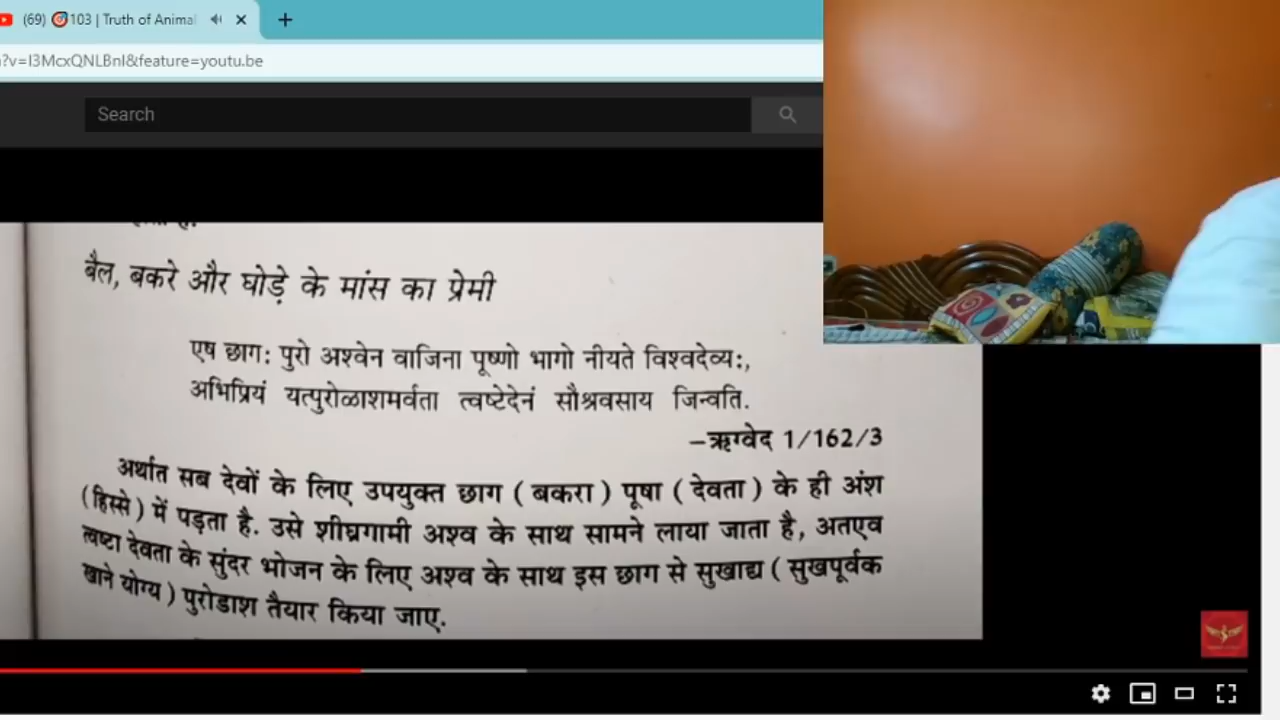 (69) 🎯103 | Truth of Anima
?v=I3McxQNLBnI&feature=youtu.be
Search
बैल, बकरे और घोड़े के मांस का प्रेमी
एष छागः पुरो अश्वेन वाजिना पूष्णो भागो नीयते विश्वदेव्यः,
अभिप्रियं यत्पुरोळाशमर्वता त्वष्टेदेनं सौश्रवसाय जिन्वति.
–ऋग्वेद 1/162/3
अर्थात सब देवों के लिए उपयुक्त छाग (बकरा) पूषा (देवता) के ही अंश
(हिस्से) में पड़ता है. उसे शीघ्रगामी अश्व के साथ सामने लाया जाता है, अतएव
त्वष्टा देवता के सुंदर भोजन के लिए अश्व के साथ इस छाग से सुखाद्य (सुखपूर्वक
खाने योग्य) पुरोडाश तैयार किया जाए.